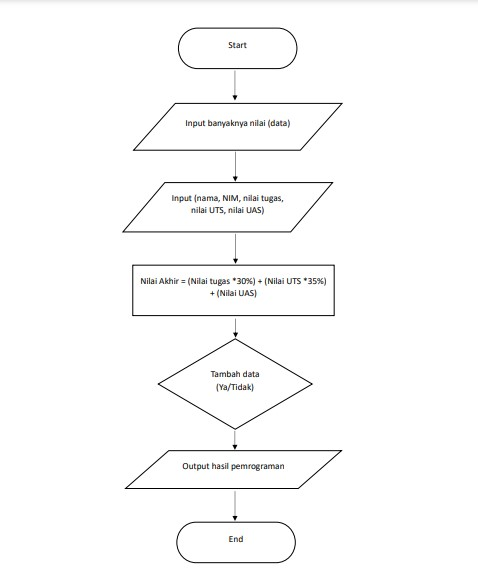 Start
Input banyaknya nilai (data)
Input (nama, NIM, nilai tugas,
nilai UTS, nilai UAS)
Nilai Akhir = (Nilai tugas *30%) + (Nilai UTS *35%)
+ (Nilai UAS)
Tambah data
(Ya/Tidak)
Output hasil pemrograman
End